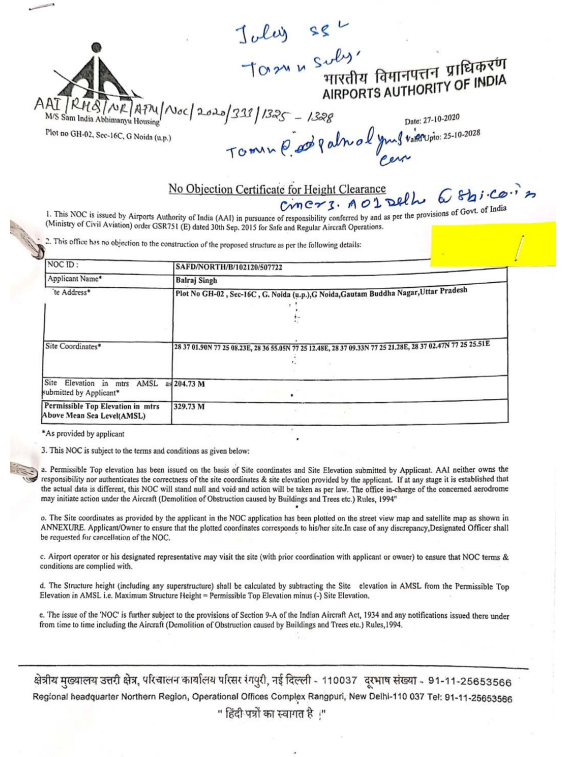 July SSL
Tarun
भारतीय विमानपत्तन प्राधिकरण
AIRPORTS AUTHORITY OF INDIA
AAI/RHQ/NR/ATM/NOC/2020/333/1325 - 1328
M/S Sam India Abhimanyu Housing
Date: 27-10-2020
Plot no GH-02, Sec-16C, G Noida (u.p.)
Valid Upto: 25-10-2028
No Objection Certificate for Height Clearance
1. This NOC is issued by Airports Authority of India (AAI) in pursuance of responsibility conferred by and as per the provisions of Govt. of India
(Ministry of Civil Aviation) order GSR751 (E) dated 30th Sep. 2015 for Safe and Regular Aircraft Operations.
2. This office has no objection to the construction of the proposed structure as per the following details:
NOC ID : SAFD/NORTH/B/102120/507722
Applicant Name* Balraj Singh
te Address* Plot No GH-02 , Sec-16C , G. Noida (u.p.),G Noida,Gautam Buddha Nagar,Uttar Pradesh
Site Coordinates* 28 37 01.90N 77 25 08.23E, 28 36 55.05N 77 25 12.48E, 28 37 09.33N 77 25 21.28E, 28 37 02.47N 77 25 25.51E
Site Elevation in mtrs AMSL as 204.73 M
submitted by Applicant*
Permissible Top Elevation in mtrs 329.73 M
Above Mean Sea Level(AMSL)
*As provided by applicant
3. This NOC is subject to the terms and conditions as given below:
a. Permissible Top elevation has been issued on the basis of Site coordinates and Site Elevation submitted by Applicant. AAI neither owns the
responsibility nor authenticates the correctness of the site coordinates & site elevation provided by the applicant. If at any stage it is established that
the actual data is different, this NOC will stand null and void and action will be taken as per law. The office in-charge of the concerned aerodrome
may initiate action under the Aircraft (Demolition of Obstruction caused by Buildings and Trees etc.) Rules, 1994"
b. The Site coordinates as provided by the applicant in the NOC application has been plotted on the street view map and satellite map as shown in
ANNEXURE. Applicant/Owner to ensure that the plotted coordinates corresponds to his/her site.In case of any discrepancy,Designated Officer shall
be requested for cancellation of the NOC.
c. Airport operator or his designated representative may visit the site (with prior coordination with applicant or owner) to ensure that NOC terms &
conditions are complied with.
d. The Structure height (including any superstructure) shall be calculated by subtracting the Site elevation in AMSL from the Permissible Top
Elevation in AMSL i.e. Maximum Structure Height = Permissible Top Elevation minus (-) Site Elevation.
e. The issue of the 'NOC' is further subject to the provisions of Section 9-A of the Indian Aircraft Act, 1934 and any notifications issued there under
from time to time including the Aircraft (Demolition of Obstruction caused by Buildings and Trees etc.) Rules,1994.
क्षेत्रीय मुख्यालय उत्तरी क्षेत्र, परिचालन कार्यालय परिसर रंगपुरी, नई दिल्ली - 110037 दूरभाष संख्या - 91-11-25653566
Regional headquarter Northern Region, Operational Offices Complex Rangpuri, New Delhi-110 037 Tel: 91-11-25653566
" हिंदी पत्रों का स्वागत है ।"